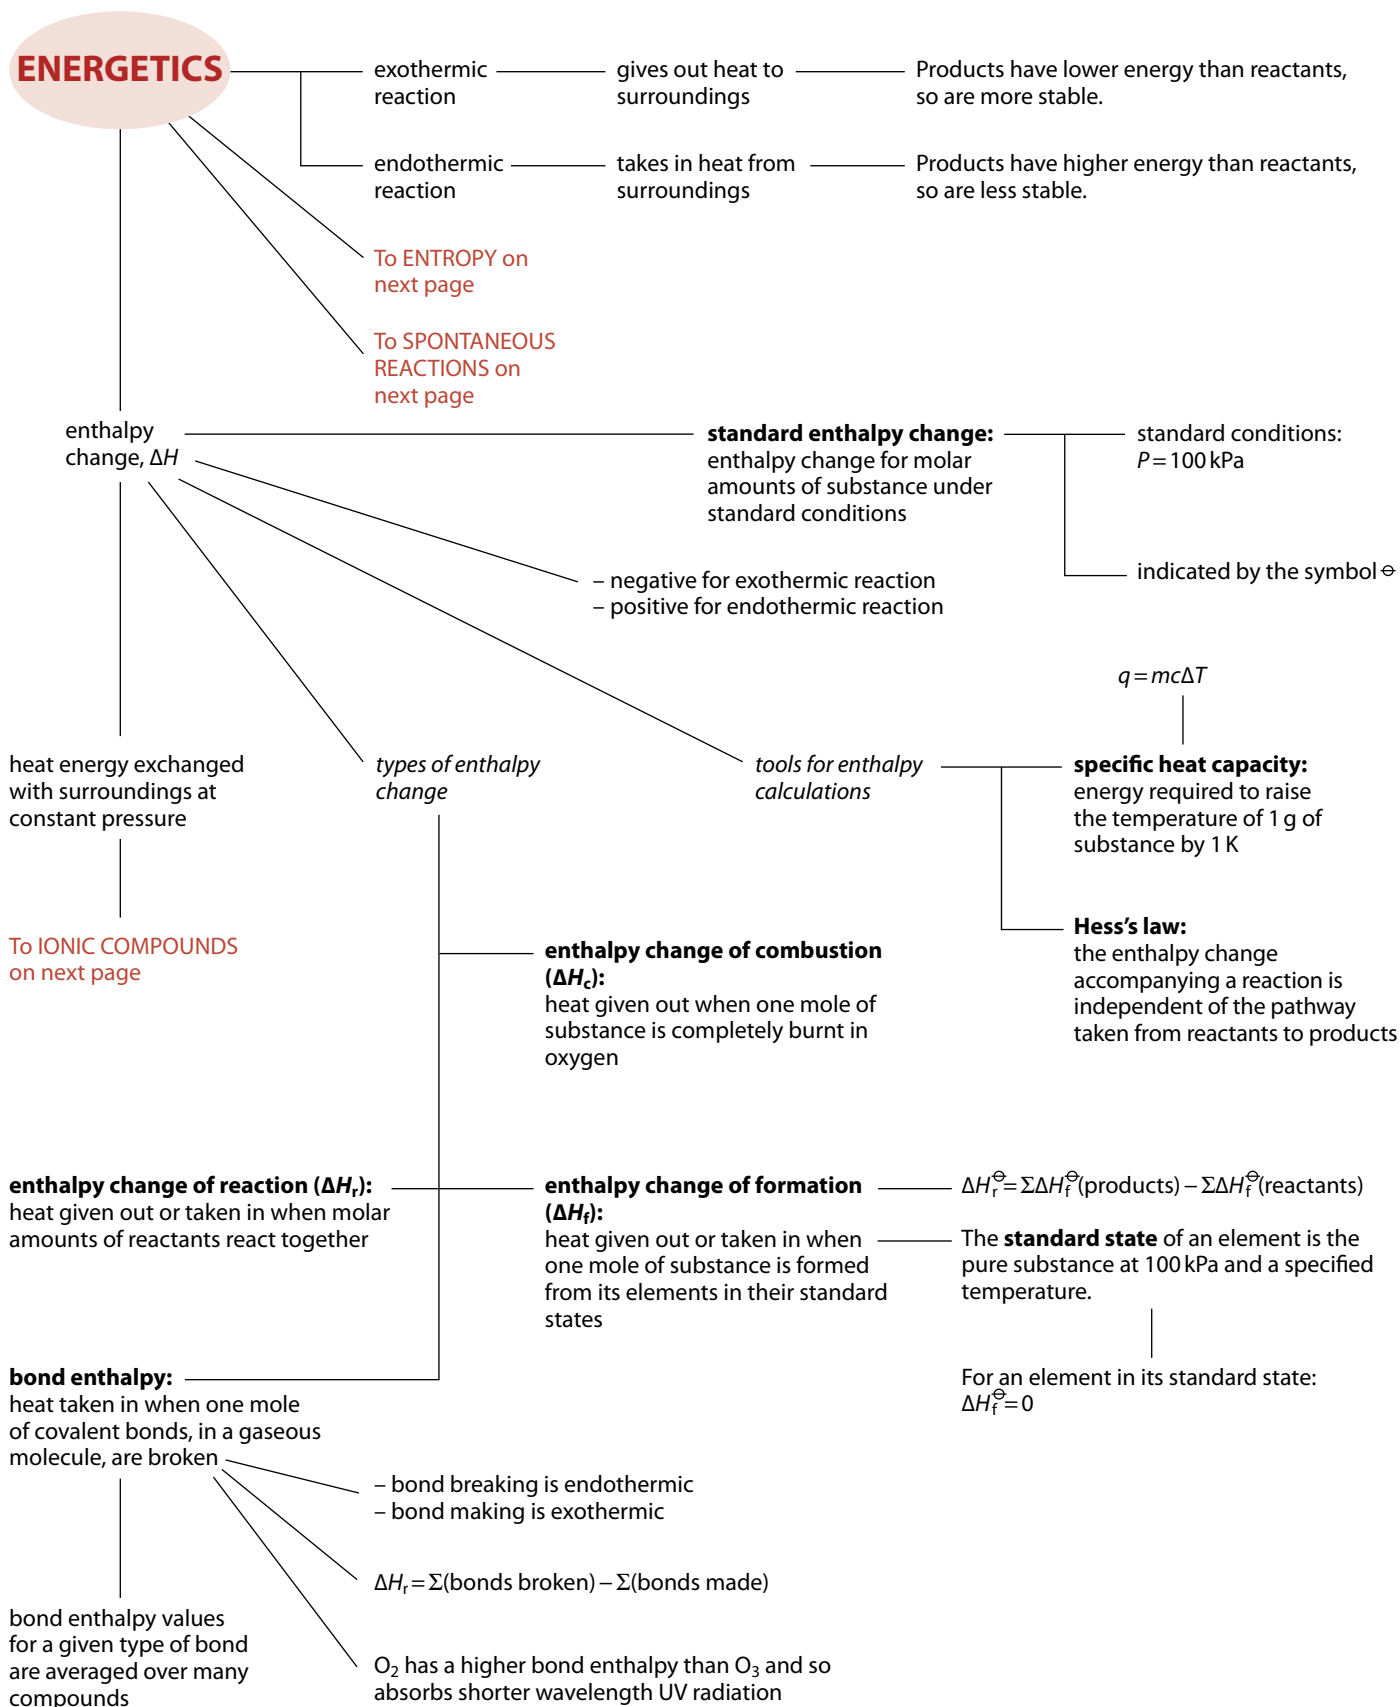 ENERGETICS
exothermic
reaction
gives out heat to
surroundings
Products have lower energy than reactants,
so are more stable.
endothermic
reaction
takes in heat from
surroundings
Products have higher energy than reactants,
so are less stable.
To ENTROPY on
next page
To SPONTANEOUS
REACTIONS on
next page
enthalpy
change, ΔH
standard enthalpy change:
enthalpy change for molar
amounts of substance under
standard conditions
standard conditions:
P = 100 kPa
indicated by the symbol ⦵
– negative for exothermic reaction
– positive for endothermic reaction
q = mcΔT
heat energy exchanged
with surroundings at
constant pressure
types of enthalpy
change
tools for enthalpy
calculations
specific heat capacity:
energy required to raise
the temperature of 1 g of
substance by 1 K
Hess's law:
the enthalpy change
accompanying a reaction is
independent of the pathway
taken from reactants to products
To IONIC COMPOUNDS
on next page
enthalpy change of combustion
(ΔHc):
heat given out when one mole of
substance is completely burnt in
oxygen
enthalpy change of reaction (ΔHr):
heat given out or taken in when molar
amounts of reactants react together
enthalpy change of formation
(ΔHf):
heat given out or taken in when
one mole of substance is formed
from its elements in their standard
states
ΔHr⦵ = ΣΔHf⦵(products) – ΣΔHf⦵(reactants)
The standard state of an element is the
pure substance at 100 kPa and a specified
temperature.
For an element in its standard state:
ΔHf⦵ = 0
bond enthalpy:
heat taken in when one mole
of covalent bonds, in a gaseous
molecule, are broken
– bond breaking is endothermic
– bond making is exothermic
ΔHr = Σ(bonds broken) – Σ(bonds made)
bond enthalpy values
for a given type of bond
are averaged over many
compounds
O₂ has a higher bond enthalpy than O₃ and so
absorbs shorter wavelength UV radiation